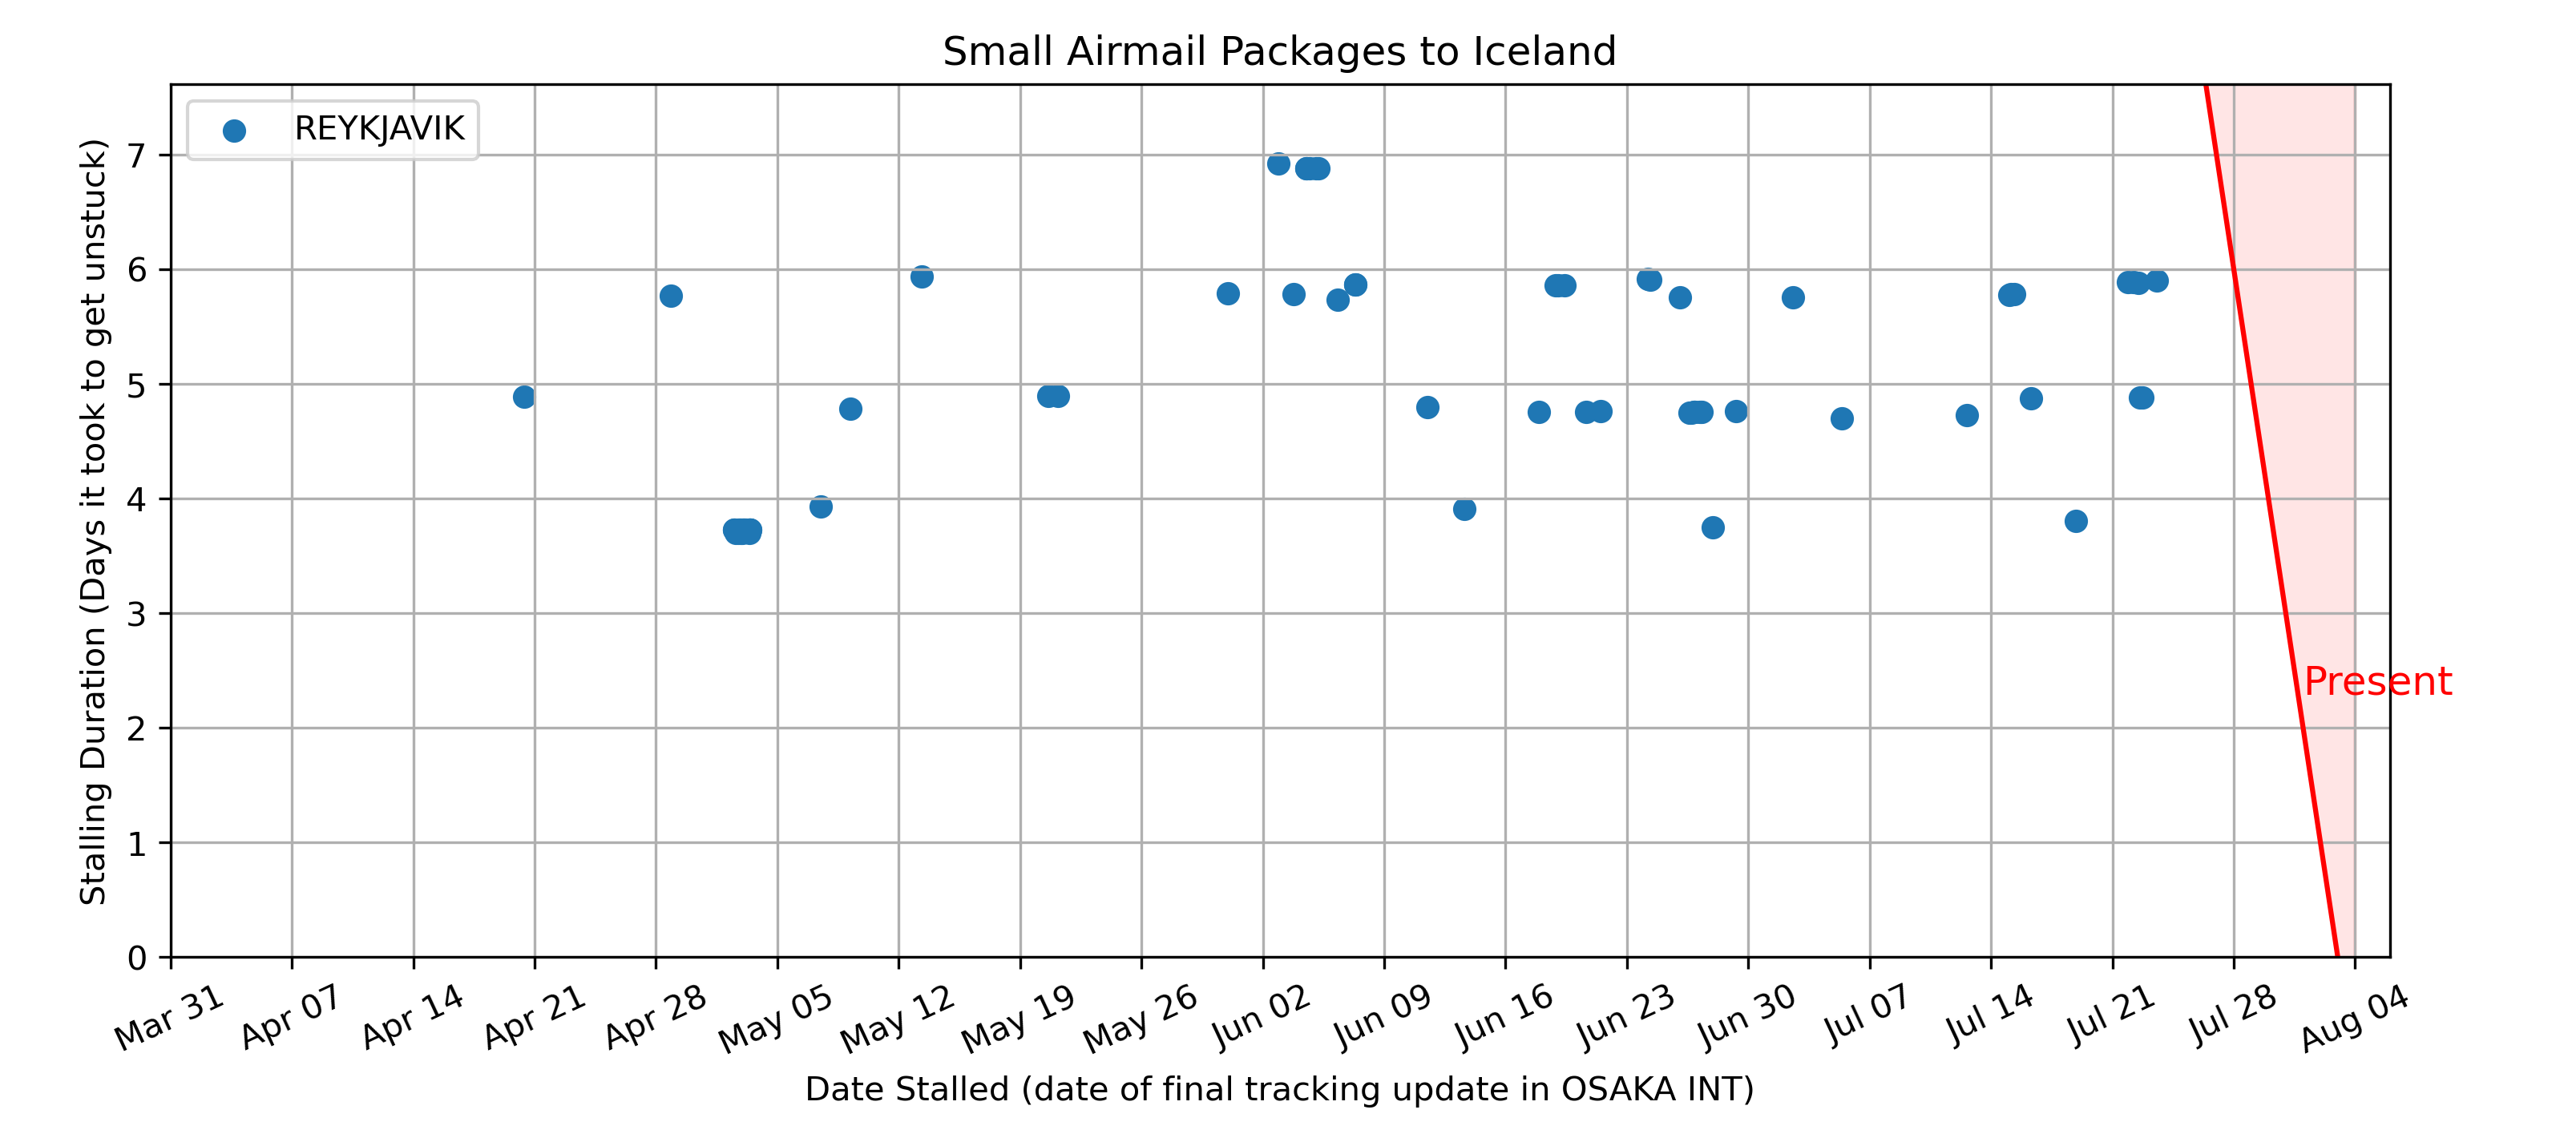 Small Airmail Packages to Iceland
REYKJAVIK
Stalling Duration (Days it took to get unstuck)
7
6
5
4
3
2
1
0
Present
Mar 31 Apr 07 Apr 14 Apr 21 Apr 28 May 05 May 12 May 19 May 26 Jun 02 Jun 09 Jun 16 Jun 23 Jun 30 Jul 07 Jul 14 Jul 21 Jul 28 Aug 04
Date Stalled (date of final tracking update in OSAKA INT)